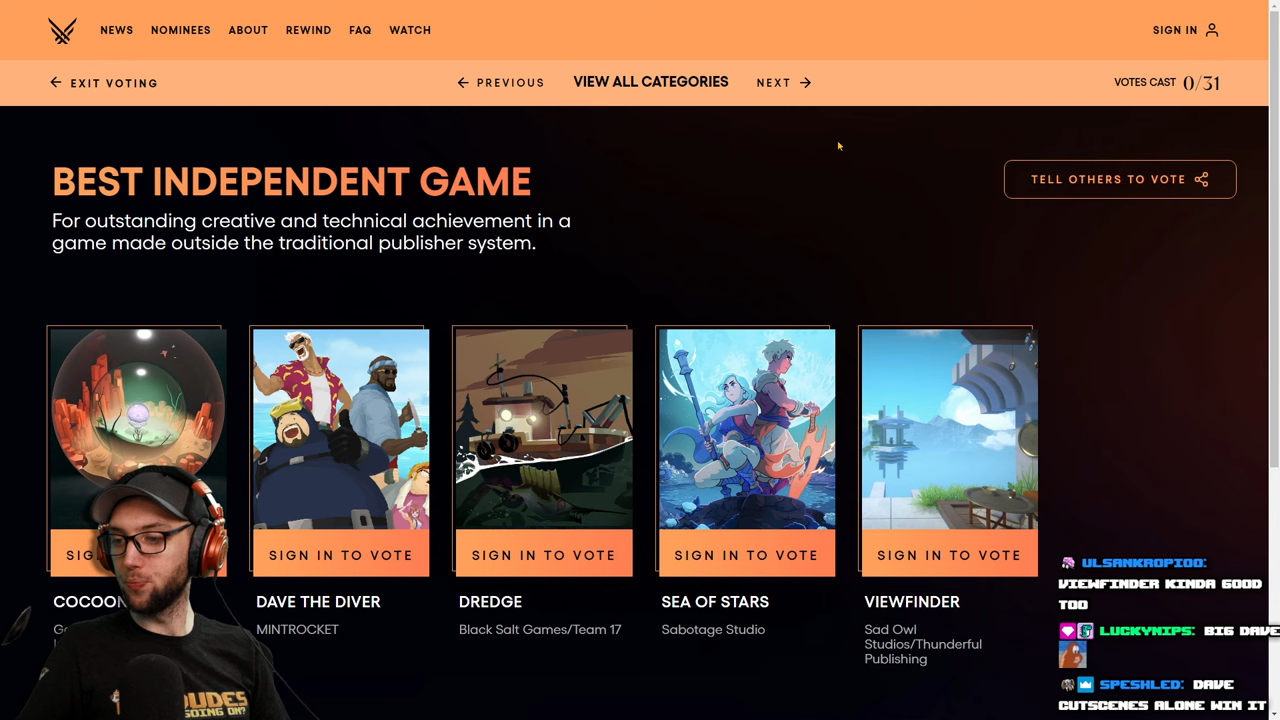 NEWS NOMINEES ABOUT REWIND FAQ WATCH SIGN IN
EXIT VOTING PREVIOUS VIEW ALL CATEGORIES NEXT VOTES CAST 0/31
BEST INDEPENDENT GAME
TELL OTHERS TO VOTE
For outstanding creative and technical achievement in a
game made outside the traditional publisher system.
SIGN IN TO VOTE SIGN IN TO VOTE SIGN IN TO VOTE SIGN IN TO VOTE
COCOON DAVE THE DIVER DREDGE SEA OF STARS VIEWFINDER
MINTROCKET Black Salt Games/Team 17 Sabotage Studio Sad Owl
Studios/Thunderful
Publishing
ULSANKROPIOO:
VIEWFINDER KINDA GOOD
TOO
LUCKYNIPS: BIG DAVE
SPESHLED: DAVE
CUTSCENES ALONE WIN IT
DUDES
GOING ON?